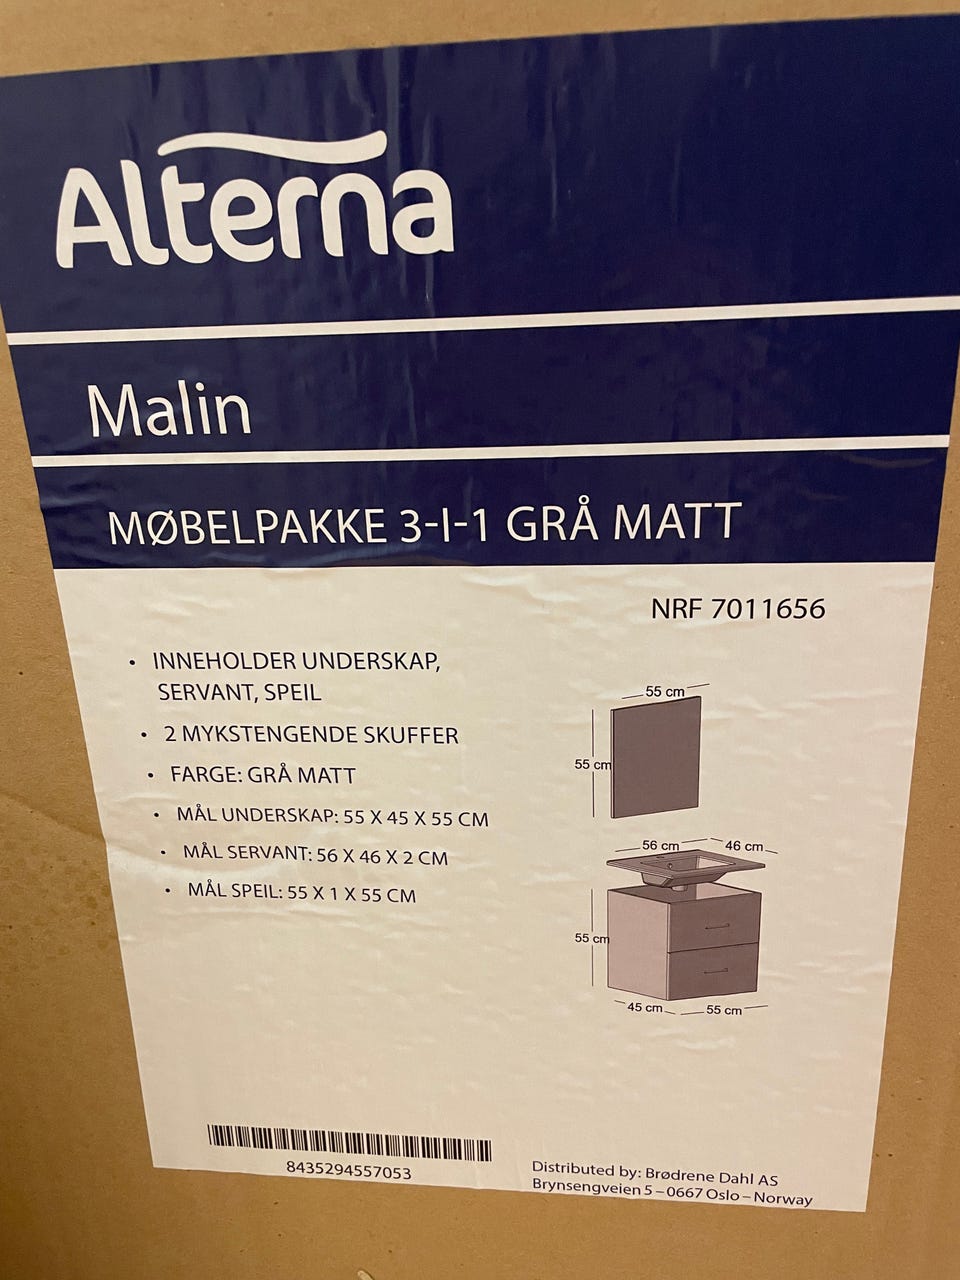 Alterna
Malin
MØBELPAKKE 3-I-1 GRÅ MATT
NRF 7011656
• INNEHOLDER UNDERSKAP,
SERVANT, SPEIL
• 2 MYKSTENGENDE SKUFFER
• FARGE: GRÅ MATT
• MÅL UNDERSKAP: 55 X 45 X 55 CM
• MÅL SERVANT: 56 X 46 X 2 CM
• MÅL SPEIL: 55 X 1 X 55 CM
55 cm
55 cm
56 cm
46 cm
55 cm
45 cm
55 cm
8435294557053
Distributed by: Brødrene Dahl AS
Brynsengveien 5 – 0667 Oslo – Norway